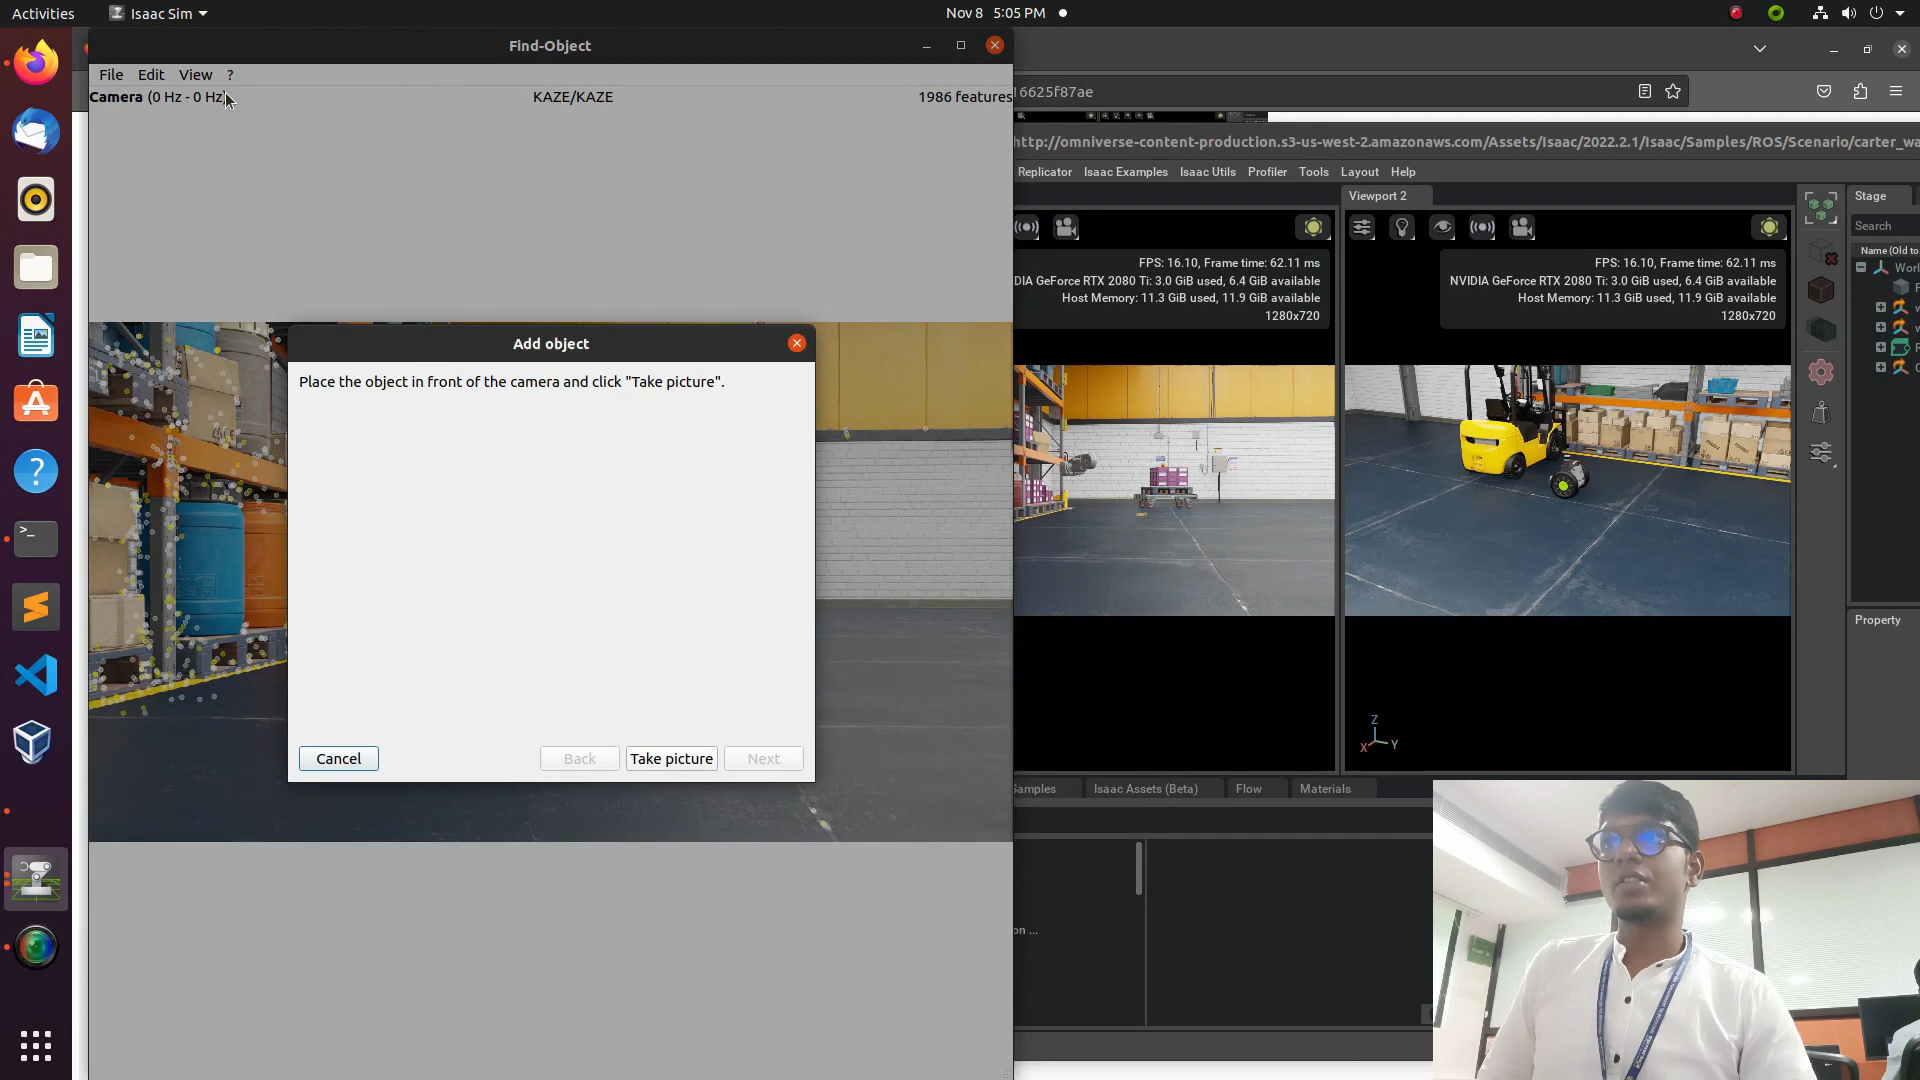 Activities
Isaac Sim
Nov 8 5:05 PM
Find-Object
File Edit View ?
Camera (0 Hz - 0 Hz)
KAZE/KAZE
1986 features
Add object
Place the object in front of the camera and click "Take picture".
Cancel
Back
Take picture
Next
16625f87ae
http://omniverse-content-production.s3-us-west-2.amazonaws.com/Assets/Isaac/2022.2.1/Isaac/Samples/ROS/Scenario/carter_wa
Replicator Isaac Examples Isaac Utils Profiler Tools Layout Help
Viewport 2
Stage
Search
Name (Old to
Worl
FPS: 16.10, Frame time: 62.11 ms
DIA GeForce RTX 2080 Ti: 3.0 GiB used, 6.4 GiB available
Host Memory: 11.3 GiB used, 11.9 GiB available
1280x720
FPS: 16.10, Frame time: 62.11 ms
NVIDIA GeForce RTX 2080 Ti: 3.0 GiB used, 6.4 GiB available
Host Memory: 11.3 GiB used, 11.9 GiB available
1280x720
Z
X
Y
Property
Samples
Isaac Assets (Beta)
Flow
Materials
on ...